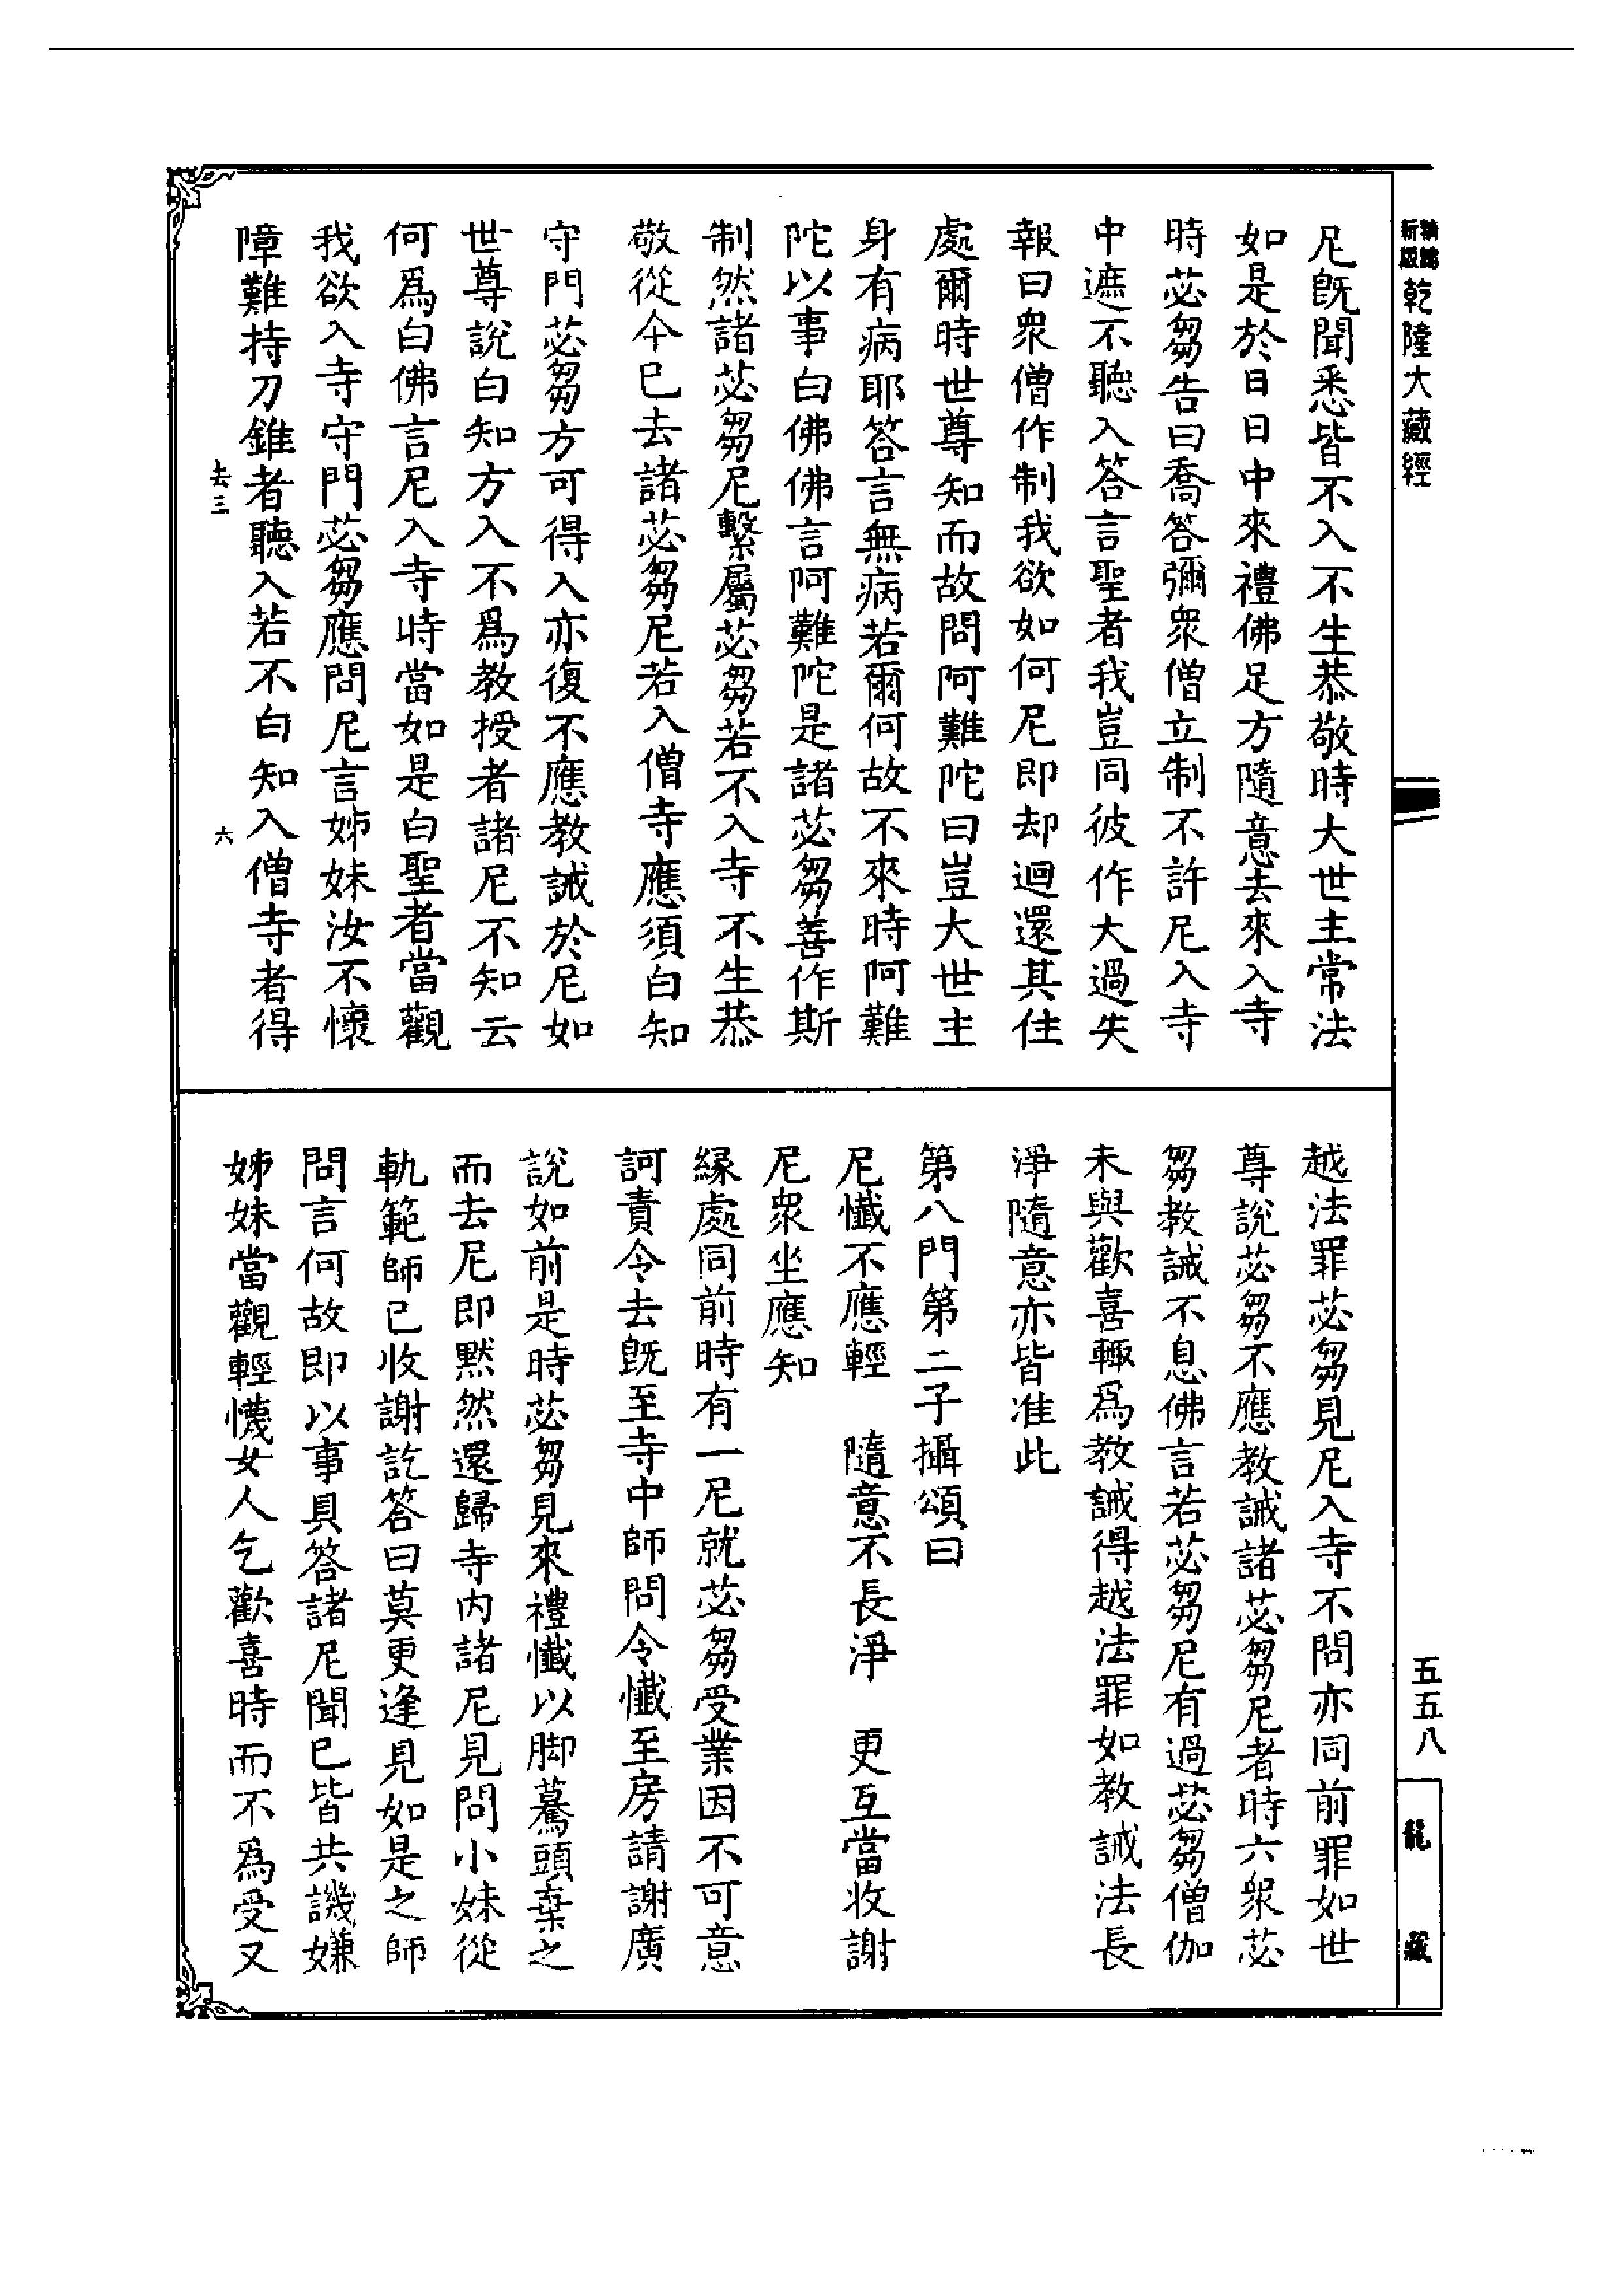 乾隆大藏經
尼既聞悉皆不入不生恭敬時大世主常法
如是於日日中來禮佛足方隨意去來入寺
時苾芻告曰喬答彌眾僧立制不許尼入寺
中遮不聽入答言聖者我豈同彼作大過失
報曰眾僧作制我欲如何尼即却迴還其住
處爾時世尊知而故問阿難陀曰豈大世主
身有病耶答言無病若爾何故不來時阿難
陀以事白佛佛言阿難陀是諸苾芻善作斯
制然諸苾芻尼繫屬苾芻若不入寺不生恭
敬從今已去諸苾芻尼若入僧寺應須白知
守門苾芻方可得入亦復不應教誡於尼如
世尊說白知方入不爲教授者諸尼不知云
何爲白佛言尼入寺時當如是白聖者當觀
我欲入寺守門苾芻應問尼言姊妹汝不懷
障難持刀錐者聽入若不白知入僧寺者得
去三
六
越法罪苾芻見尼入寺不問亦同前罪如世
尊說苾芻不應教誡諸苾芻尼者時六衆苾
芻教誡不息佛言若苾芻尼有過苾芻僧伽
未與歡喜輒爲教誡得越法罪如教誡法長
淨隨意亦皆准此
第八門第二子攝頌曰
尼懺不應輕 隨意不長淨 更互當收謝
尼衆坐應知
緣處同前時有一尼就苾芻受業因不可意
訶責令去既至寺中師問令懺至房請謝廣
說如前是時苾芻見來禮懺以脚驀頭棄之
而去尼即默然還歸寺内諸尼見問小妹從
軌範師已收謝訖答曰莫更逢見如是之師
問言何故即以事具答諸尼聞已皆共譏嫌
姊妹當觀輕懱女人乞歡喜時而不爲受又
五五八
龍藏